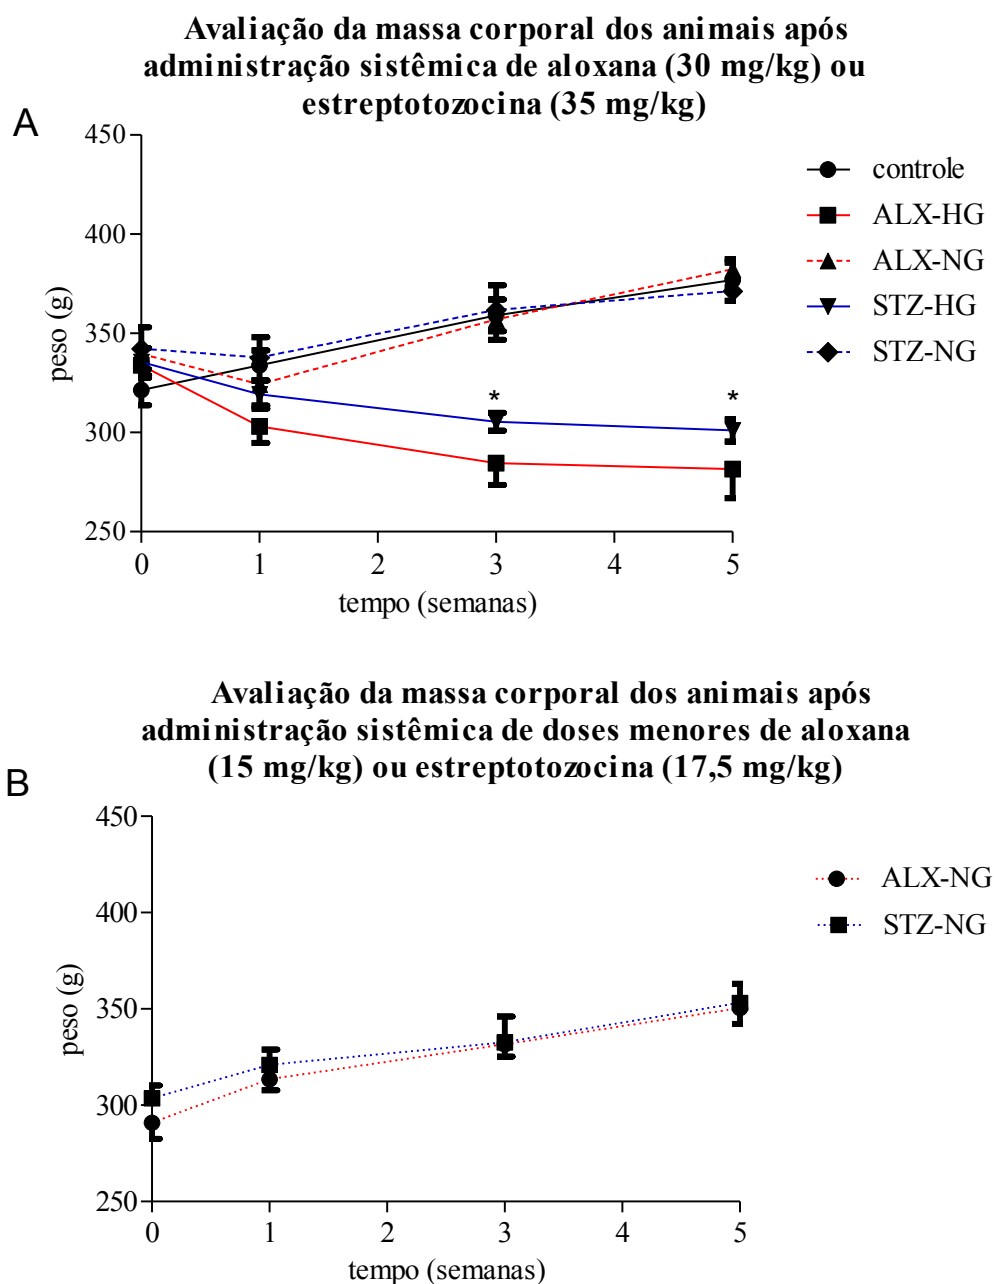 Avaliação da massa corporal dos animais após
administração sistêmica de aloxana (30 mg/kg) ou
estreptotozocina (35 mg/kg)
A
450
400
350
300
250
peso (g)
0 1 2 3 4 5
tempo (semanas)
* *
controle
ALX-HG
ALX-NG
STZ-HG
STZ-NG
Avaliação da massa corporal dos animais após
administração sistêmica de doses menores de aloxana
(15 mg/kg) ou estreptotozocina (17,5 mg/kg)
B
450
400
350
300
250
peso (g)
0 1 2 3 4 5
tempo (semanas)
ALX-NG
STZ-NG